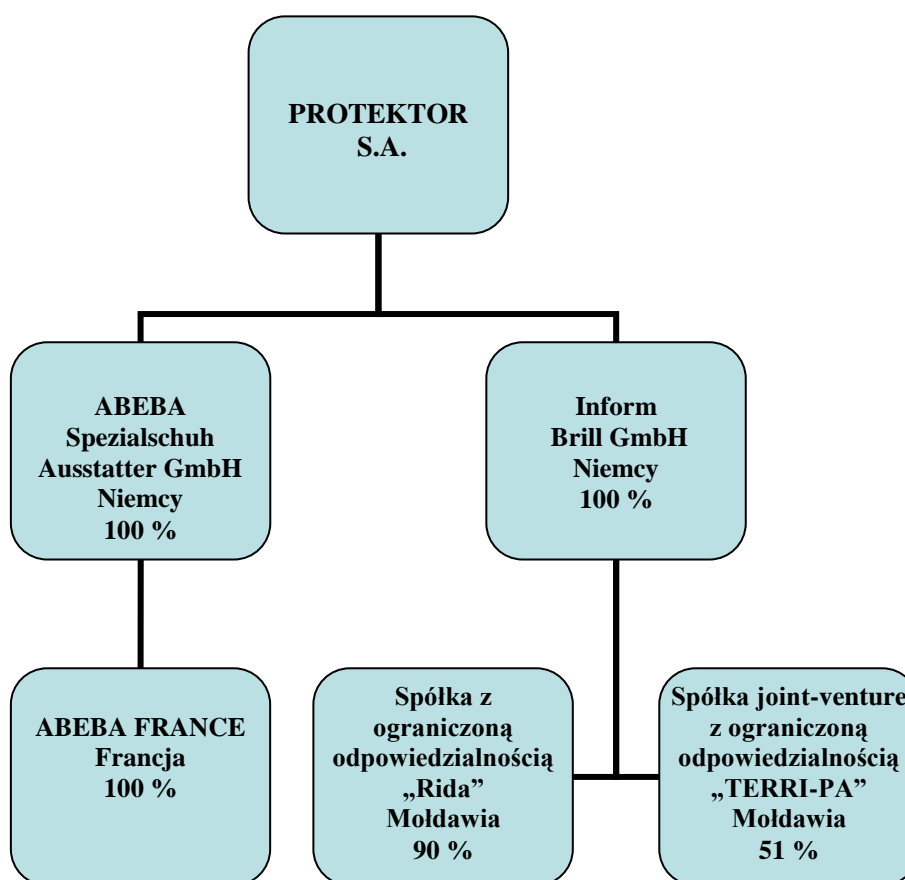 PROTEKTOR
S.A.
ABEBA
Spezialschuh
Ausstatter GmbH
Niemcy
100 %
Inform
Brill GmbH
Niemcy
100 %
ABEBA FRANCE
Francja
100 %
Spółka z
ograniczoną
odpowiedzialnością
„Rida”
Mołdawia
90 %
Spółka joint-venture
z ograniczoną
odpowiedzialnością
„TERRI-PA”
Mołdawia
51 %